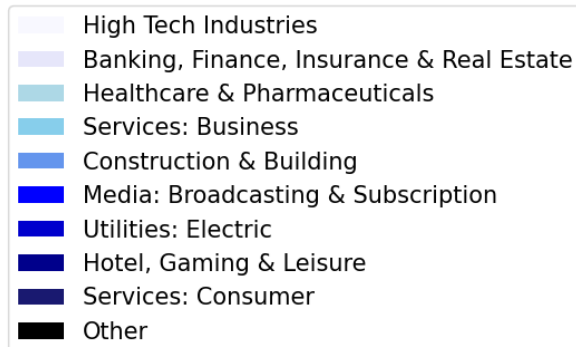 High Tech Industries
Banking, Finance, Insurance & Real Estate
Healthcare & Pharmaceuticals
Services: Business
Construction & Building
Media: Broadcasting & Subscription
Utilities: Electric
Hotel, Gaming & Leisure
Services: Consumer
Other